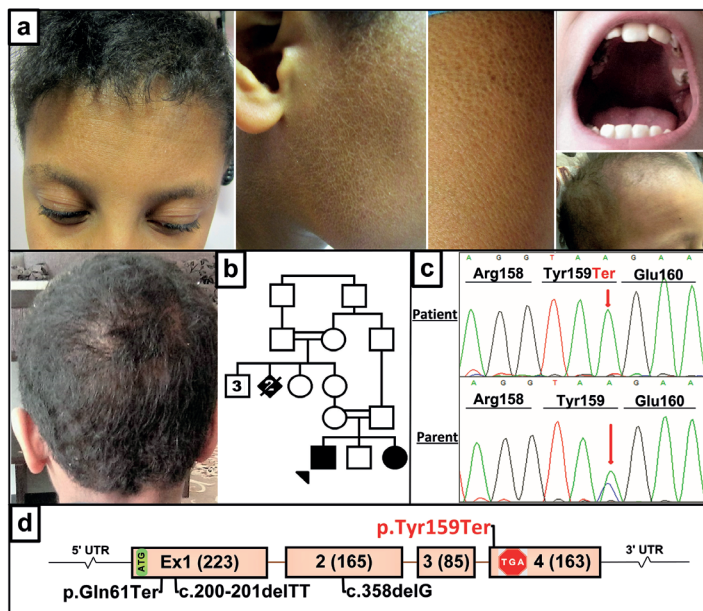 a
b
3
2
c
A G G T A A G A A
Arg158 Tyr159Ter Glu160
Patient
A G G T A A G A A
Arg158 Tyr159 Glu160
Parent
d
p.Tyr159Ter
5' UTR ATG Ex1 (223) 2 (165) 3 (85) TGA 4 (163) 3' UTR
p.Gln61Ter c.200-201delTT c.358delG